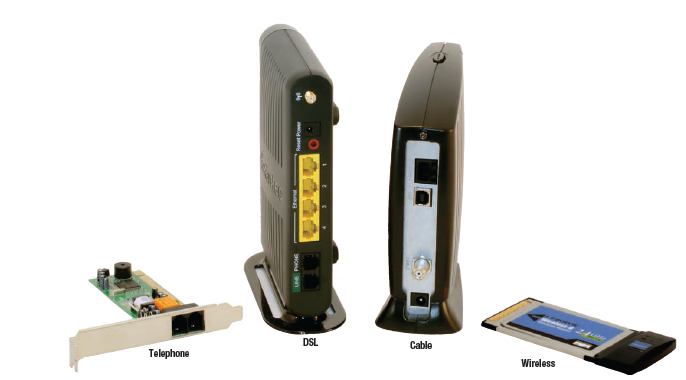 Reset Power
1
2
Ethernet
3
4
PHONE
LINE
Telephone
DSL
Cable
Wireless